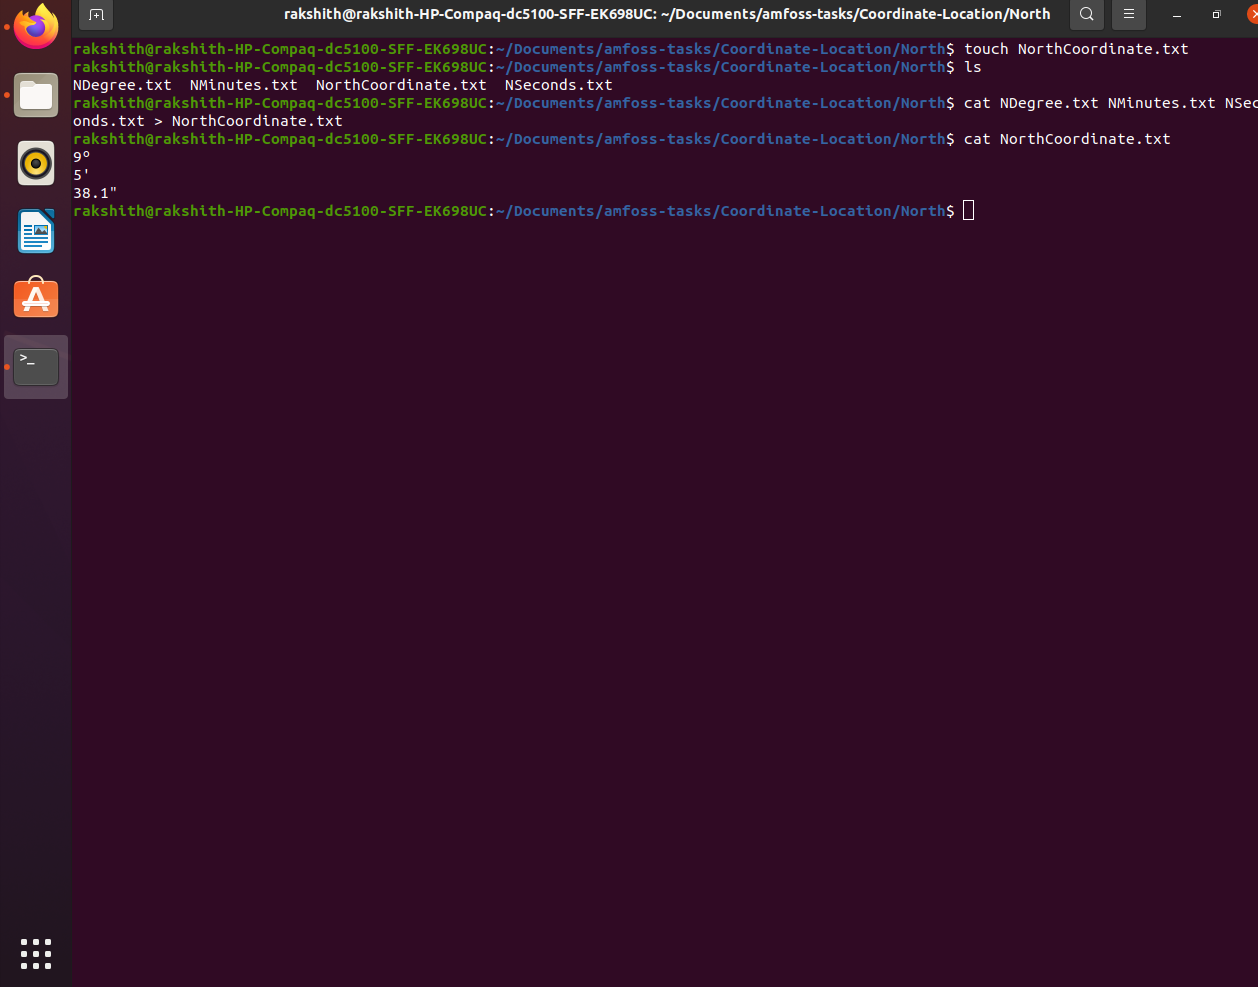 rakshith@rakshith-HP-Compaq-dc5100-SFF-EK698UC: ~/Documents/amfoss-tasks/Coordinate-Location/North
rakshith@rakshith-HP-Compaq-dc5100-SFF-EK698UC:~/Documents/amfoss-tasks/Coordinate-Location/North$ touch NorthCoordinate.txt
rakshith@rakshith-HP-Compaq-dc5100-SFF-EK698UC:~/Documents/amfoss-tasks/Coordinate-Location/North$ ls
NDegree.txt  NMinutes.txt  NorthCoordinate.txt  NSeconds.txt
rakshith@rakshith-HP-Compaq-dc5100-SFF-EK698UC:~/Documents/amfoss-tasks/Coordinate-Location/North$ cat NDegree.txt NMinutes.txt NSec
onds.txt > NorthCoordinate.txt
rakshith@rakshith-HP-Compaq-dc5100-SFF-EK698UC:~/Documents/amfoss-tasks/Coordinate-Location/North$ cat NorthCoordinate.txt
9º
5'
38.1"
rakshith@rakshith-HP-Compaq-dc5100-SFF-EK698UC:~/Documents/amfoss-tasks/Coordinate-Location/North$
>_